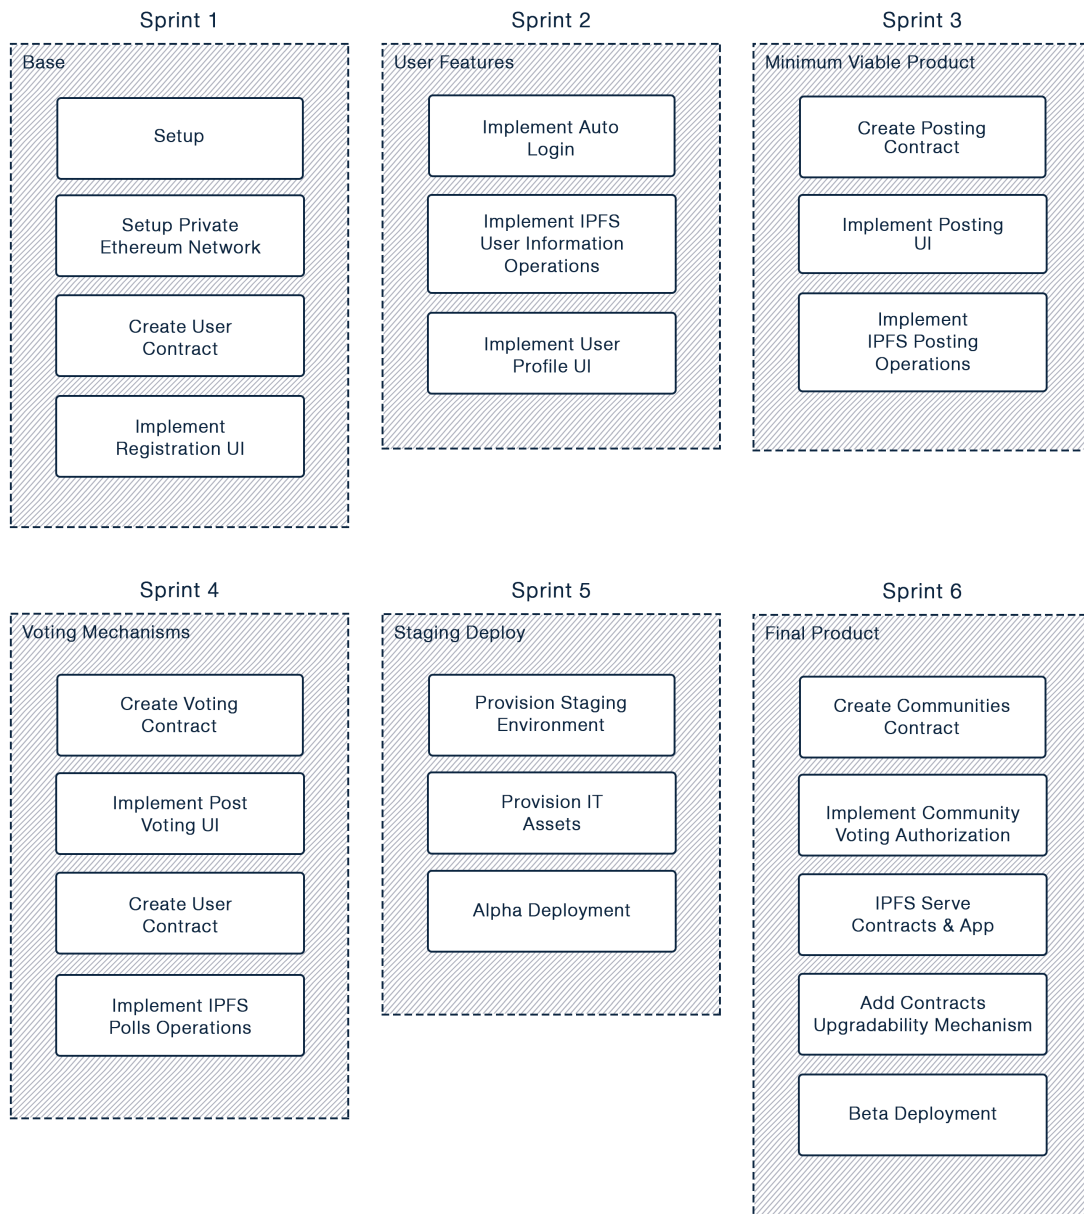 Sprint 1
Base
Setup
Setup Private
Ethereum Network
Create User
Contract
Implement
Registration UI
Sprint 2
User Features
Implement Auto
Login
Implement IPFS
User Information
Operations
Implement User
Profile UI
Sprint 3
Minimum Viable Product
Create Posting
Contract
Implement Posting
UI
Implement
IPFS Posting
Operations
Sprint 4
Voting Mechanisms
Create Voting
Contract
Implement Post
Voting UI
Create User
Contract
Implement IPFS
Polls Operations
Sprint 5
Staging Deploy
Provision Staging
Environment
Provision IT
Assets
Alpha Deployment
Sprint 6
Final Product
Create Communities
Contract
Implement Community
Voting Authorization
IPFS Serve
Contracts & App
Add Contracts
Upgradability Mechanism
Beta Deployment